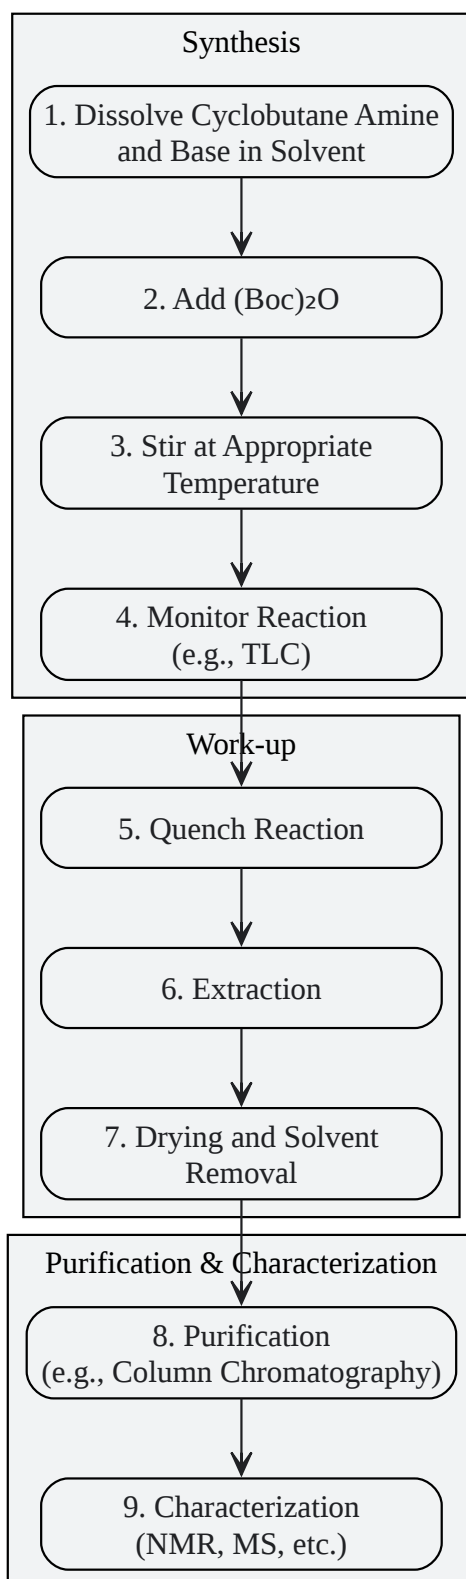 Synthesis
1. Dissolve Cyclobutane Amine
and Base in Solvent
2. Add (Boc)₂O
3. Stir at Appropriate
Temperature
4. Monitor Reaction
(e.g., TLC)
Work-up
5. Quench Reaction
6. Extraction
7. Drying and Solvent
Removal
Purification & Characterization
8. Purification
(e.g., Column Chromatography)
9. Characterization
(NMR, MS, etc.)